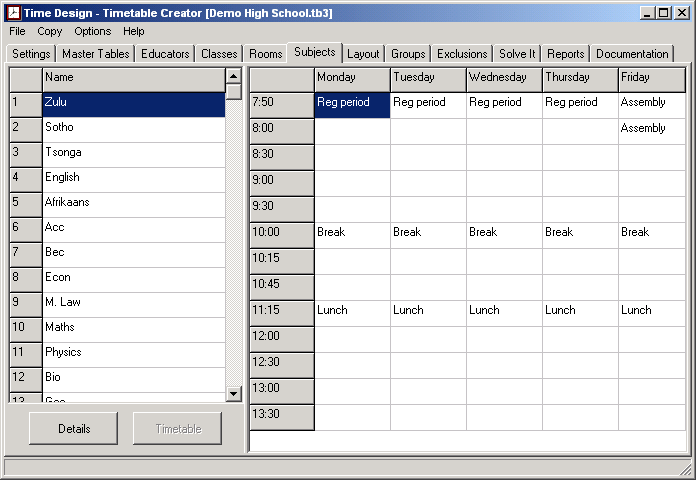 Time Design - Timetable Creator [Demo High School.tb3]
File Copy Options Help
Settings Master Tables Educators Classes Rooms Subjects Layout Groups Exclusions Solve It Reports Documentation
Name
1 Zulu
2 Sotho
3 Tsonga
4 English
5 Afrikaans
6 Acc
7 Bec
8 Econ
9 M. Law
10 Maths
11 Physics
12 Bio
Details Timetable
Monday Tuesday Wednesday Thursday Friday
7:50 Reg period Reg period Reg period Reg period Assembly
8:00 Assembly
8:30
9:00
9:30
10:00 Break Break Break Break Break
10:15
10:45
11:15 Lunch Lunch Lunch Lunch Lunch
12:00
12:30
13:00
13:30